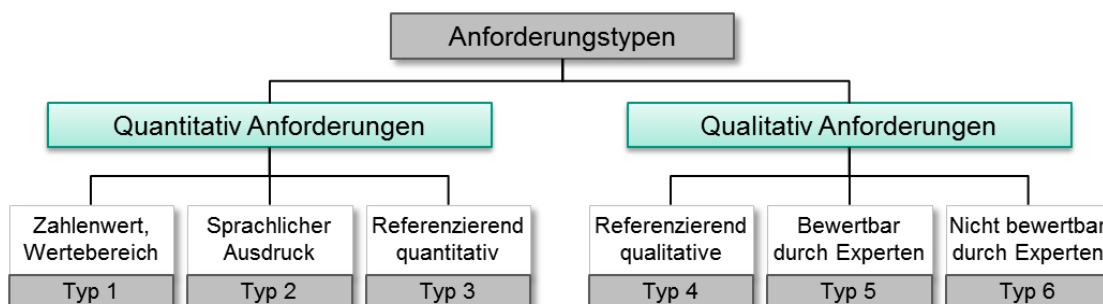 Anforderungstypen
Quantitativ Anforderungen
Qualitativ Anforderungen
Zahlenwert,
Wertebereich
Typ 1
Sprachlicher
Ausdruck
Typ 2
Referenzierend
quantitativ
Typ 3
Referenzierend
qualitative
Typ 4
Bewertbar
durch Experten
Typ 5
Nicht bewertbar
durch Experten
Typ 6